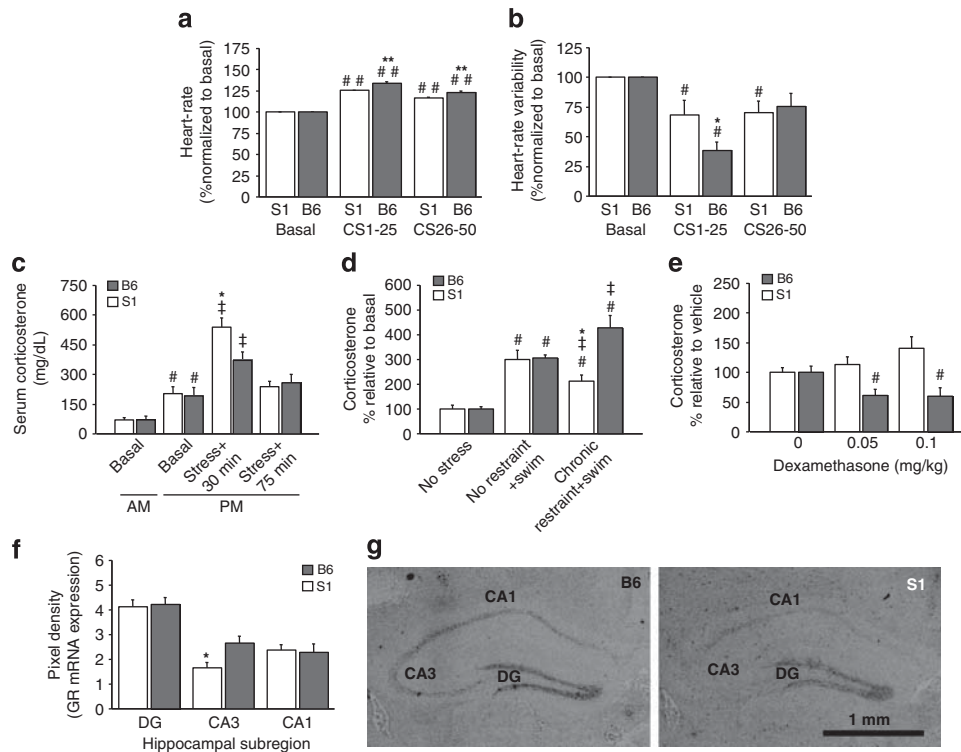 a
Heart-rate
(%normalized to basal)
150
125
100
75
50
25
0
## ##
**
## ##
**
S1 B6 S1 B6 S1 B6
Basal CS1-25 CS26-50
b
Heart-rate variability
(%normalized to basal)
125
100
75
50
25
0
#
*
#
#
S1 B6 S1 B6 S1 B6
Basal CS1-25 CS26-50
c
Serum corticosterone
(mg/dL)
750
600
450
300
150
0
B6
S1
# #
*
‡
‡
Basal
Basal
Stress+
30 min
Stress+
75 min
AM PM
d
Corticosterone
% relative to basal
600
500
400
300
200
100
0
B6
S1
# #
*
‡
#
‡
#
No stress
No restraint
+swim
Chronic
restraint+swim
e
Corticosterone
% relative to vehicle
250
200
150
100
50
0
B6
S1
# #
0 0.05 0.1
Dexamethasone (mg/kg)
f
Pixel density
(GR mRNA expression)
6
5
4
3
2
1
0
B6
S1
*
DG CA3 CA1
Hippocampal subregion
g
B6
CA1
CA3
DG
S1
CA1
CA3
DG
1 mm